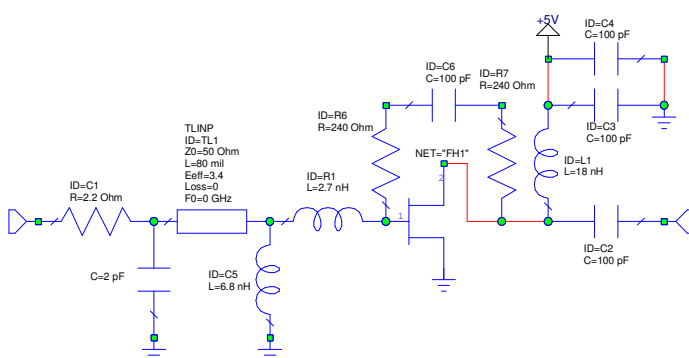 +5V
ID=C4
C=100 pF
ID=C6
C=100 pF
ID=R7
R=240 Ohm
ID=R6
R=240 Ohm
ID=C3
C=100 pF
TLINP
ID=TL1
Z0=50 Ohm
L=80 mil
Eeff=3.4
Loss=0
F0=0 GHz
NET="FH1"
ID=L1
L=18 nH
2
ID=C1
R=2.2 Ohm
ID=R1
L=2.7 nH
1
C=2 pF
ID=C5
L=6.8 nH
ID=C2
C=100 pF